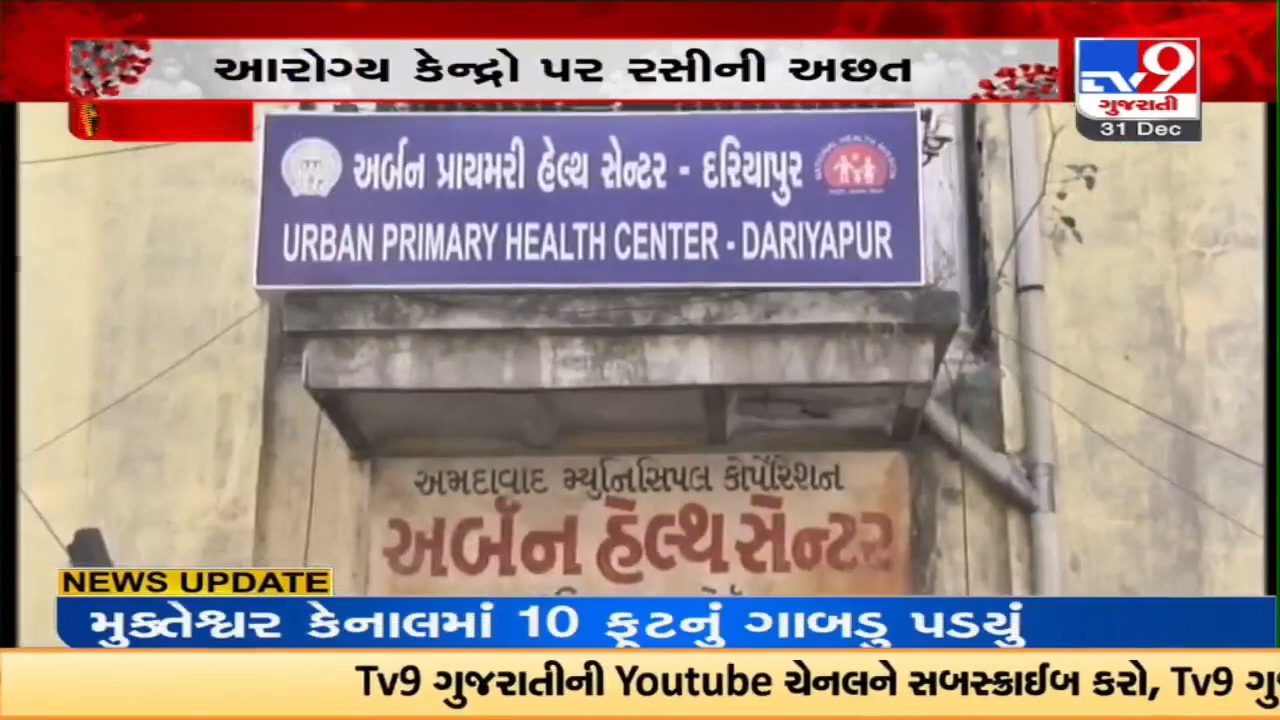 આરોગ્ય કેન્દ્રો પર રસીની અછત
TV9
ગુજરાતી
31 Dec
અર્બન પ્રાયમરી હેલ્થ સેન્ટર - દરિયાપુર
URBAN PRIMARY HEALTH CENTER - DARIYAPUR
અમદાવાદ મ્યુનિસિપલ કોર્પોરેશન
અર્બન હેલ્થ સેન્ટર
NEWS UPDATE
મુક્તેશ્વર કેનાલમાં 10 ફૂટનું ગાબડુ પડયું
Tv9 ગુજરાતીની Youtube ચેનલને સબસ્ક્રાઈબ કરો, Tv9